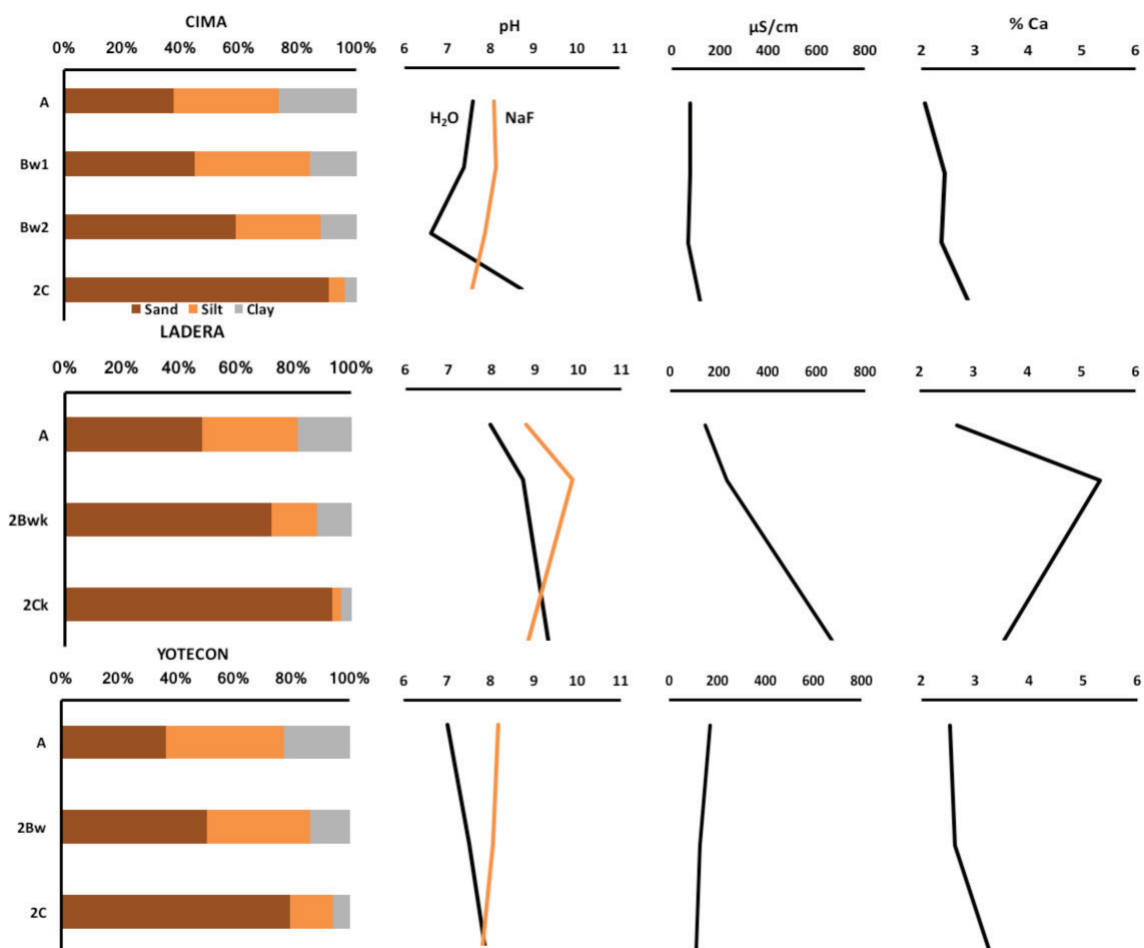 CIMA
0% 20% 40% 60% 80% 100%
pH
6 7 8 9 10 11
µS/cm
0 200 400 600 800
% Ca
2 3 4 5 6
A
Bw1
Bw2
2C
H₂O
NaF
Sand Silt Clay
LADERA
0% 20% 40% 60% 80% 100%
6 7 8 9 10 11
0 200 400 600 800
2 3 4 5 6
A
2Bwk
2Ck
YOTECON
0% 20% 40% 60% 80% 100%
6 7 8 9 10 11
0 200 400 600 800
2 3 4 5 6
A
2Bw
2C